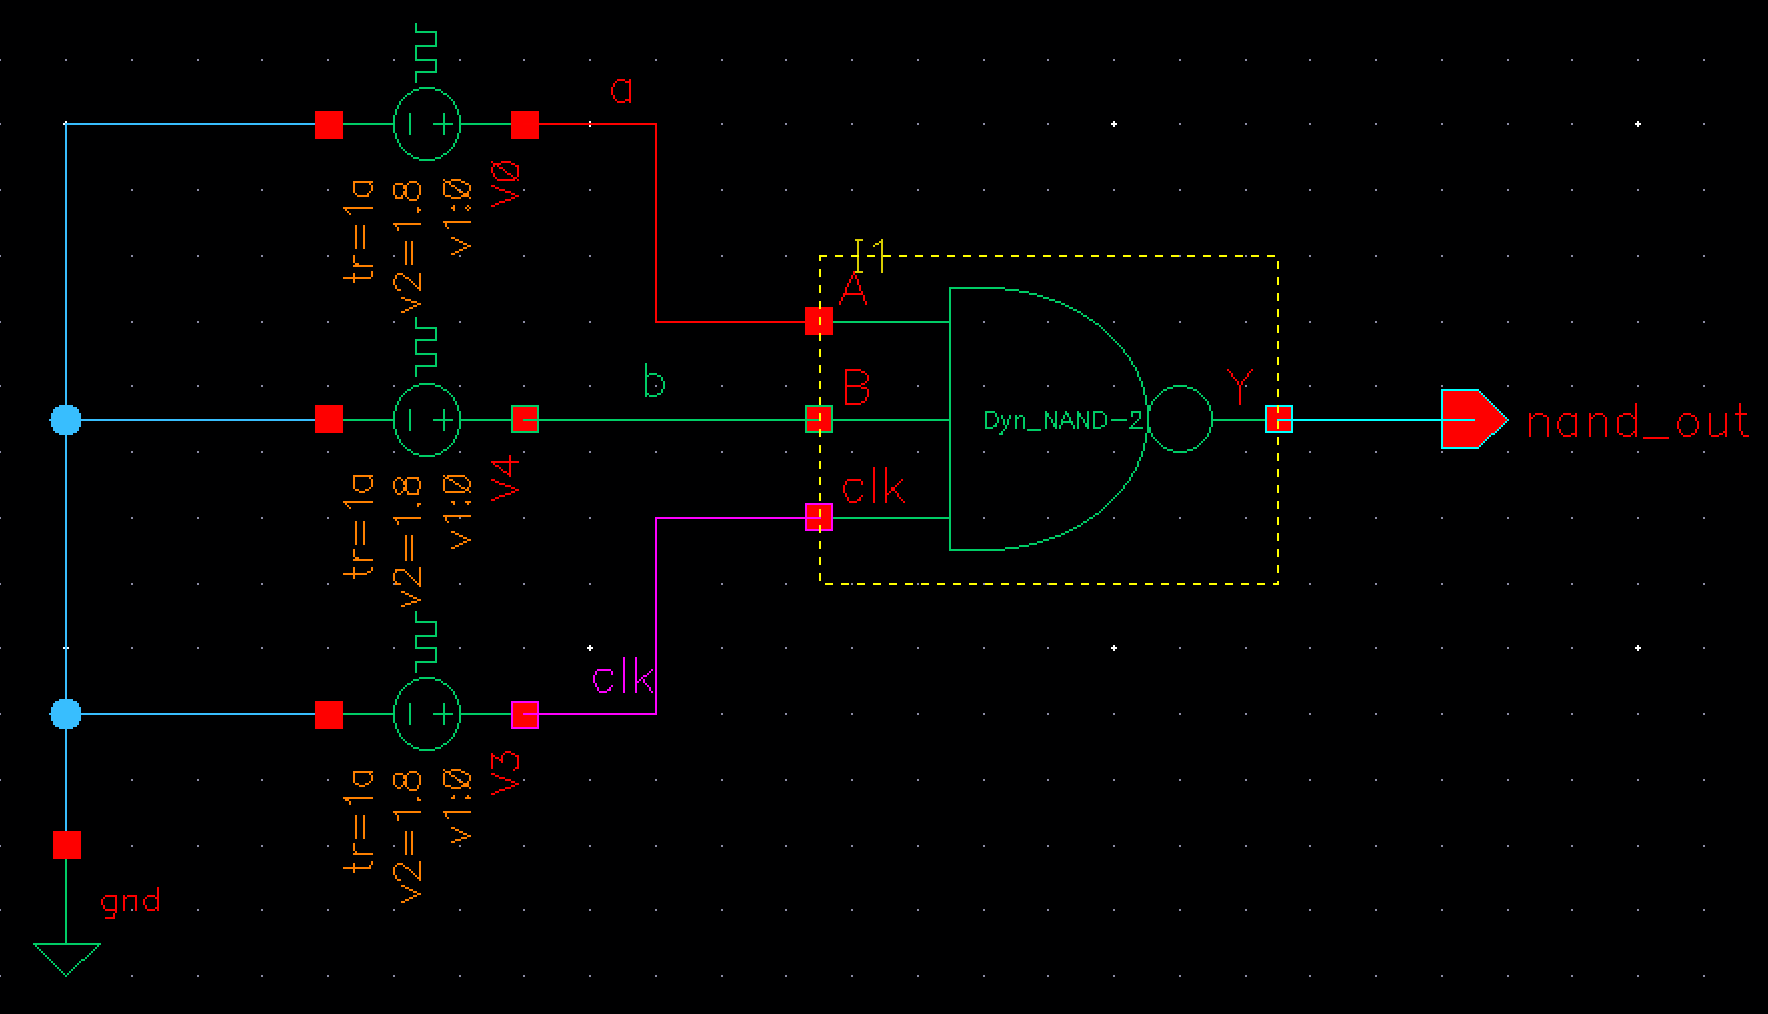 a
tr=1a
v2=1.8
v1:0
V0
I1
A
b
B
Dyn_NAND-2
Y
nand_out
tr=1a
v2=1.8
v1:0
V4
clk
clk
tr=1a
v2=1.8
v1:0
V3
gnd